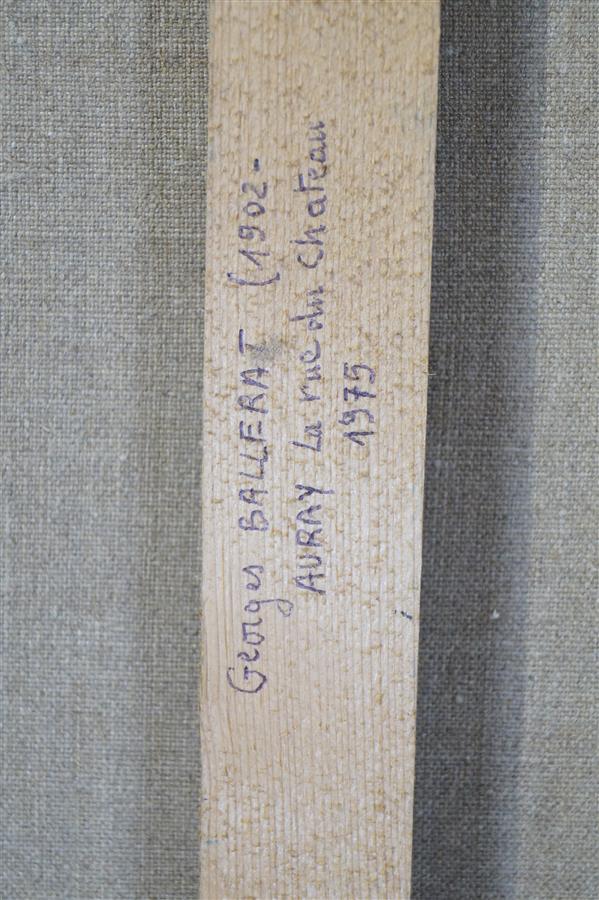 Georges BALLERAT (1902-
AURAY La rue du Chateau
1975